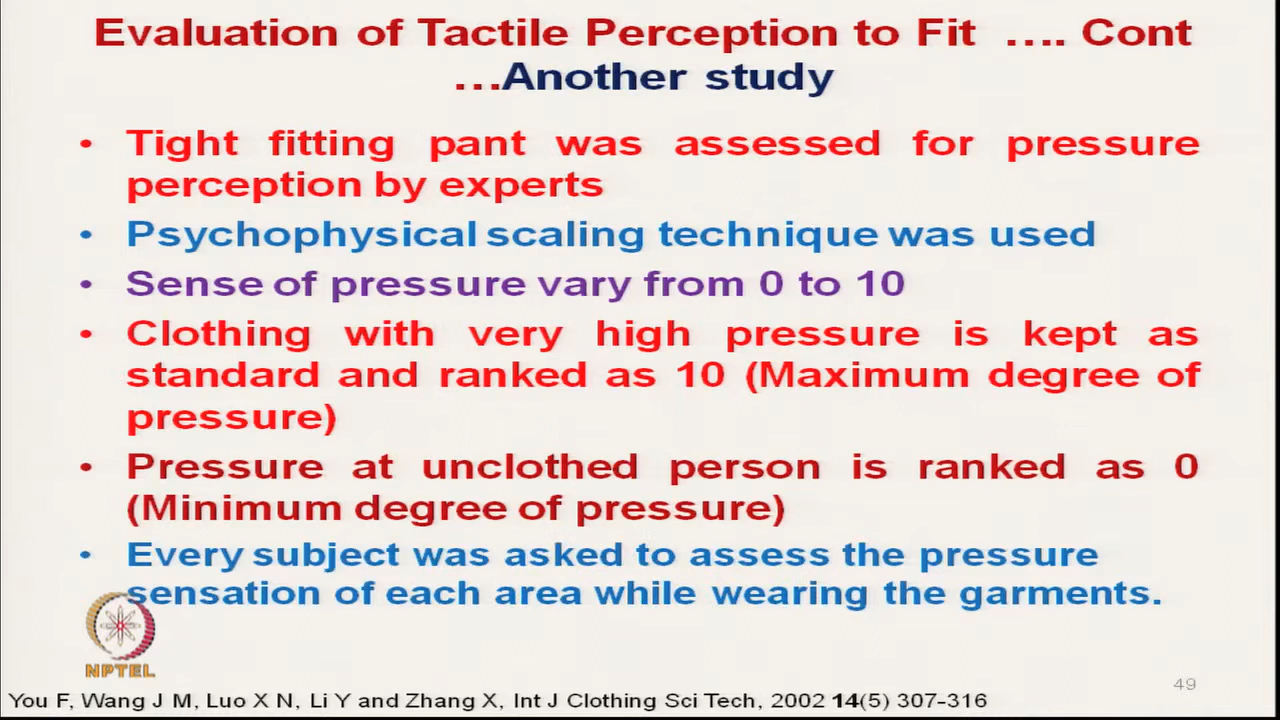 Evaluation of Tactile Perception to Fit .... Cont
...Another study
• Tight fitting pant was assessed for pressure
perception by experts
• Psychophysical scaling technique was used
• Sense of pressure vary from 0 to 10
• Clothing with very high pressure is kept as
standard and ranked as 10 (Maximum degree of
pressure)
• Pressure at unclothed person is ranked as 0
(Minimum degree of pressure)
• Every subject was asked to assess the pressure
sensation of each area while wearing the garments.
NPTEL
49
You F, Wang J M, Luo X N, Li Y and Zhang X, Int J Clothing Sci Tech, 2002 14(5) 307-316